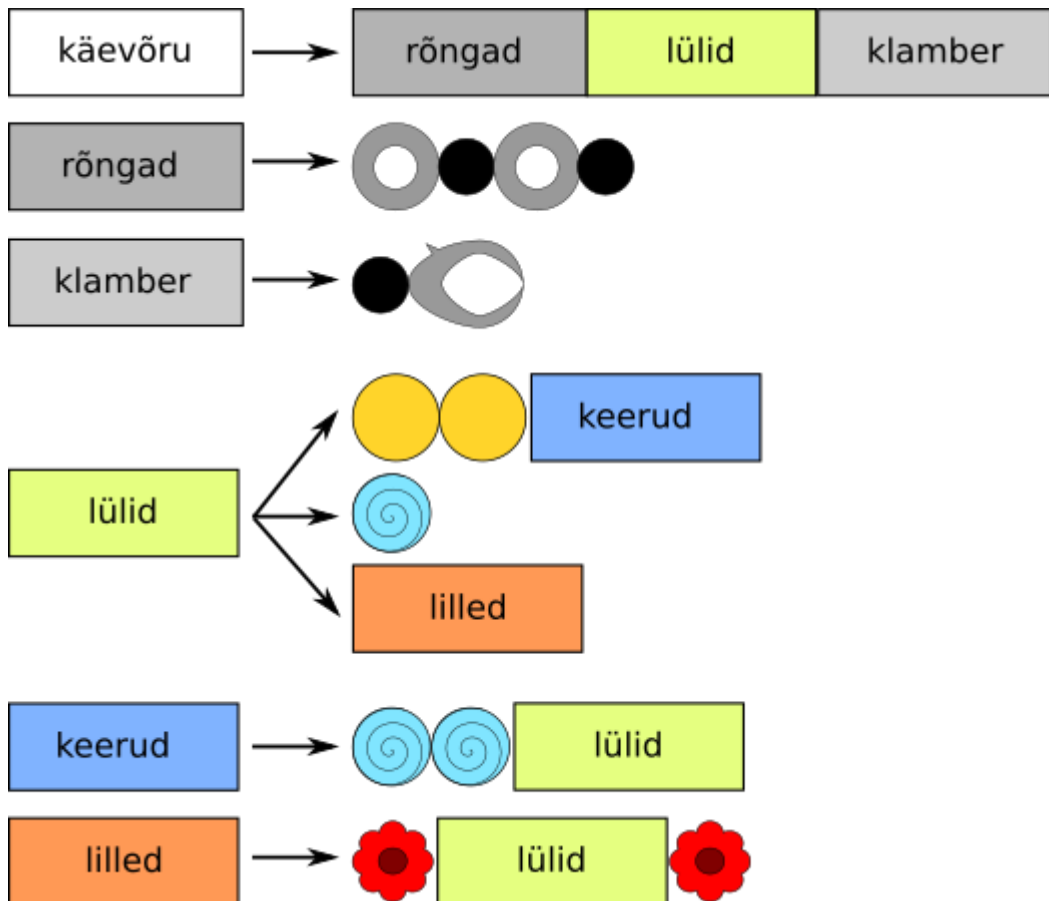 käevõru rõngad lülid klamber
rõngad
klamber
keerud
lülid
lilled
keerud lülid
lilled lülid